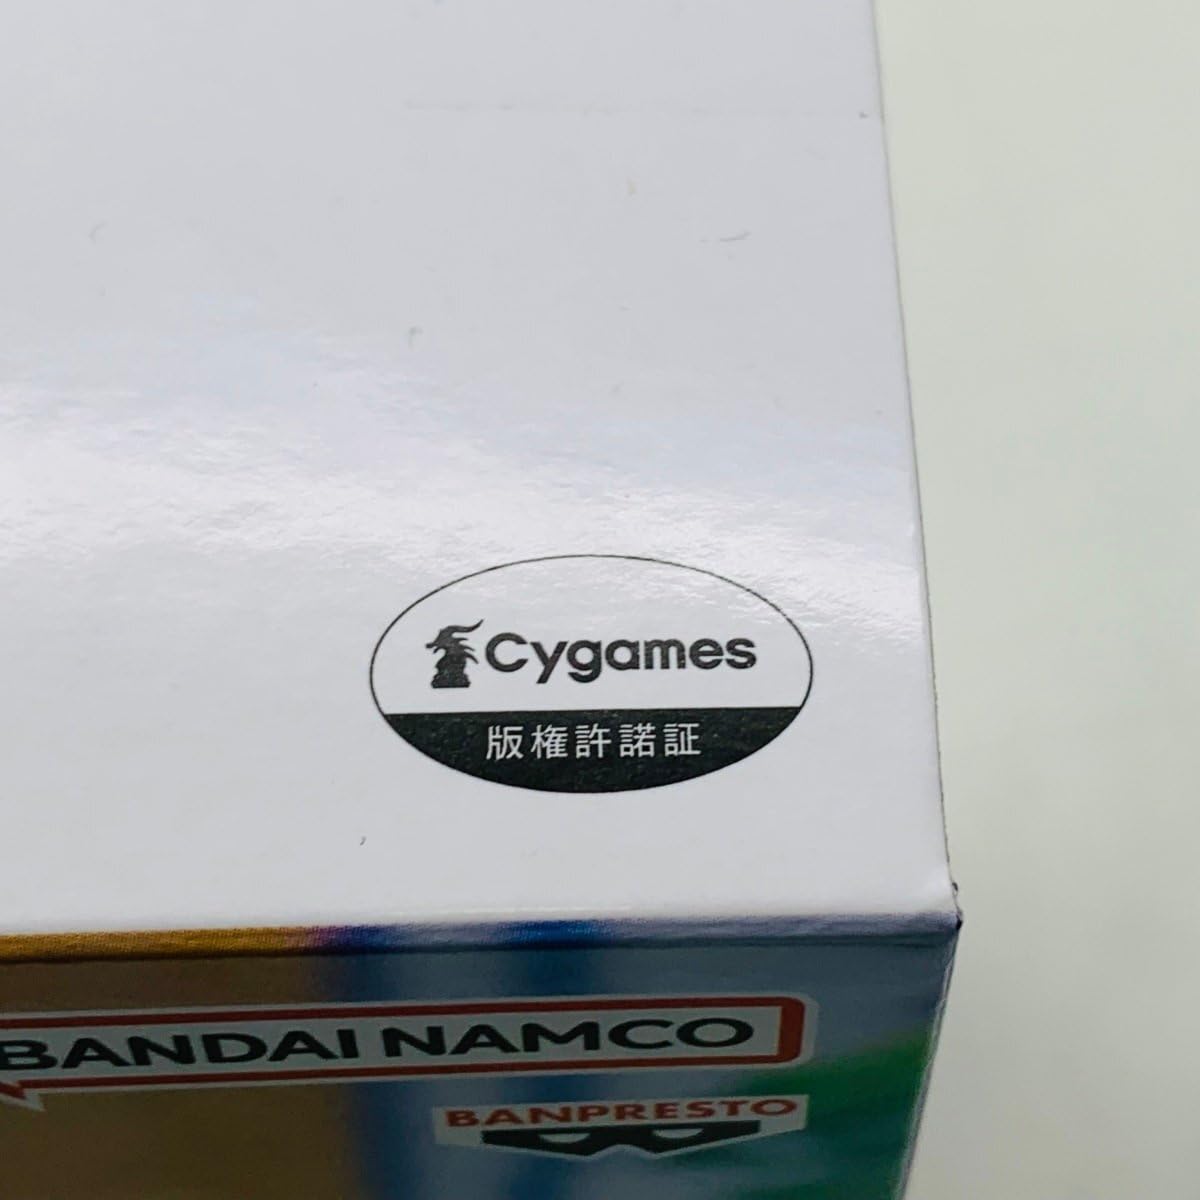 Cygames
版権許諾証
BANDAI NAMCO
BANPRESTO